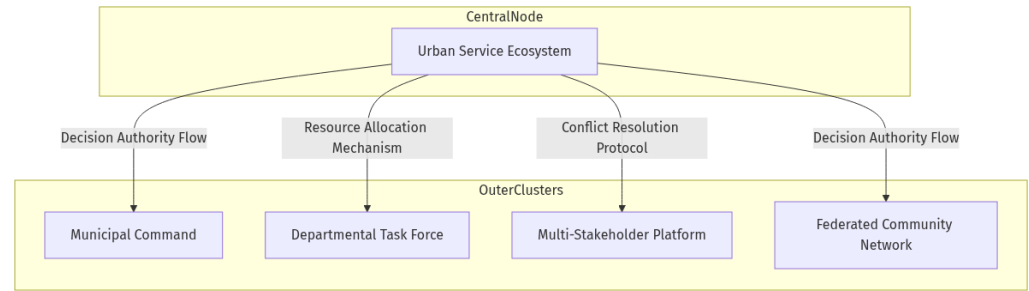 CentralNode
Urban Service Ecosystem
Decision Authority Flow
Resource Allocation
Mechanism
Conflict Resolution
Protocol
Decision Authority Flow
OuterClusters
Municipal Command
Departmental Task Force
Multi-Stakeholder Platform
Federated Community
Network